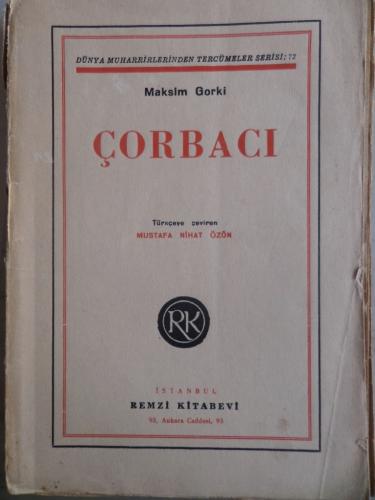 DÜNYA MUHARRİRLERİNDEN TERCÜMELER SERİSİ: 72
Maksim Gorki
ÇORBACI
Türkçeye çeviren
MUSTAFA NİHAT ÖZÖN
RK
İSTANBUL
REMZİ KİTABEVİ
93, Ankara Caddesi, 93